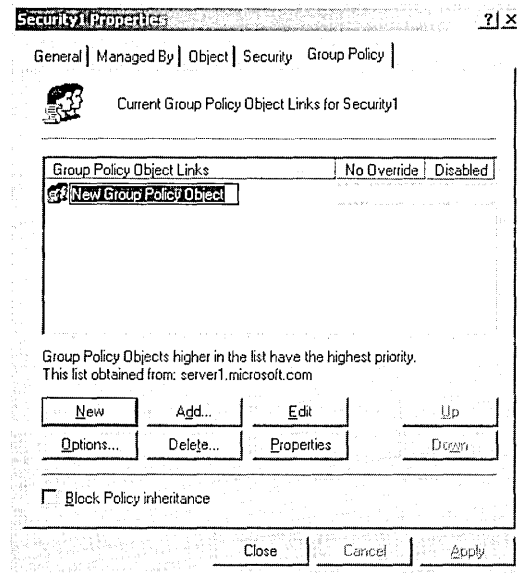 Security1 Properties
General Managed By Object Security Group Policy
Current Group Policy Object Links for Security1
Group Policy Object Links No Override Disabled
New Group Policy Object
Group Policy Objects higher in the list have the highest priority.
This list obtained from: server1.microsoft.com
New Add... Edit Up
Options... Delete... Properties Down
Block Policy inheritance
Close Cancel Apply